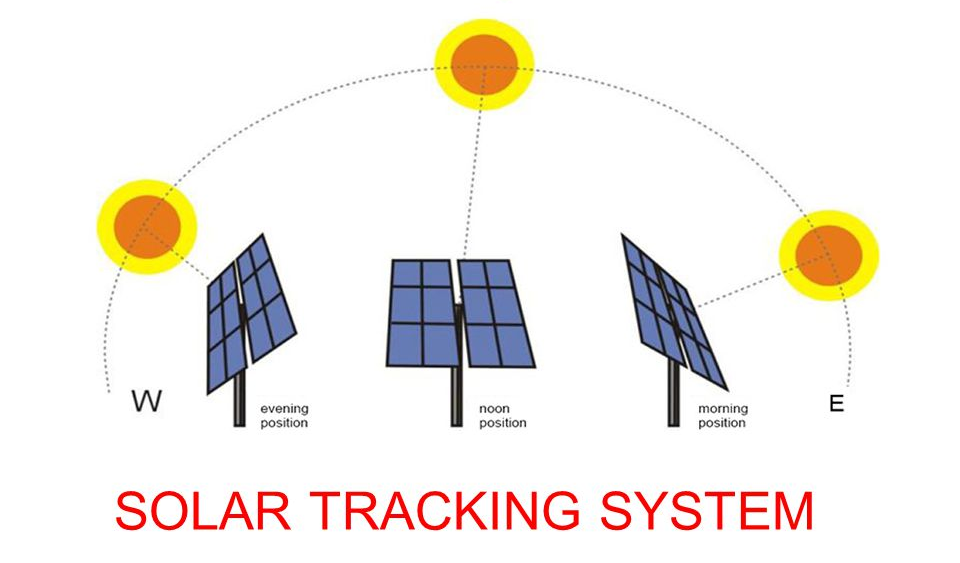 W
evening
position
noon
position
morning
position
E
SOLAR TRACKING SYSTEM